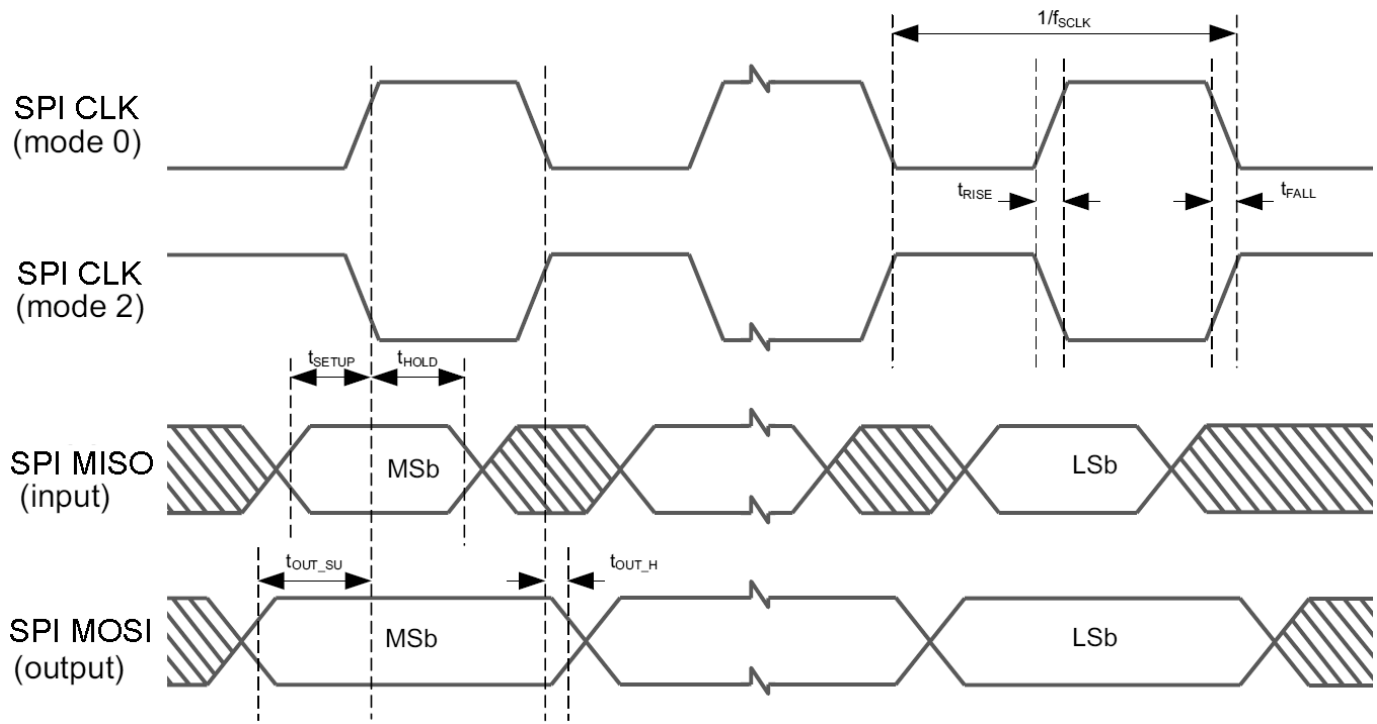 1/fSCLK
SPI CLK
(mode 0)
tRISE
tFALL
SPI CLK
(mode 2)
tSETUP
tHOLD
SPI MISO
(input)
MSb
LSb
tOUT_SU
tOUT_H
SPI MOSI
(output)
MSb
LSb